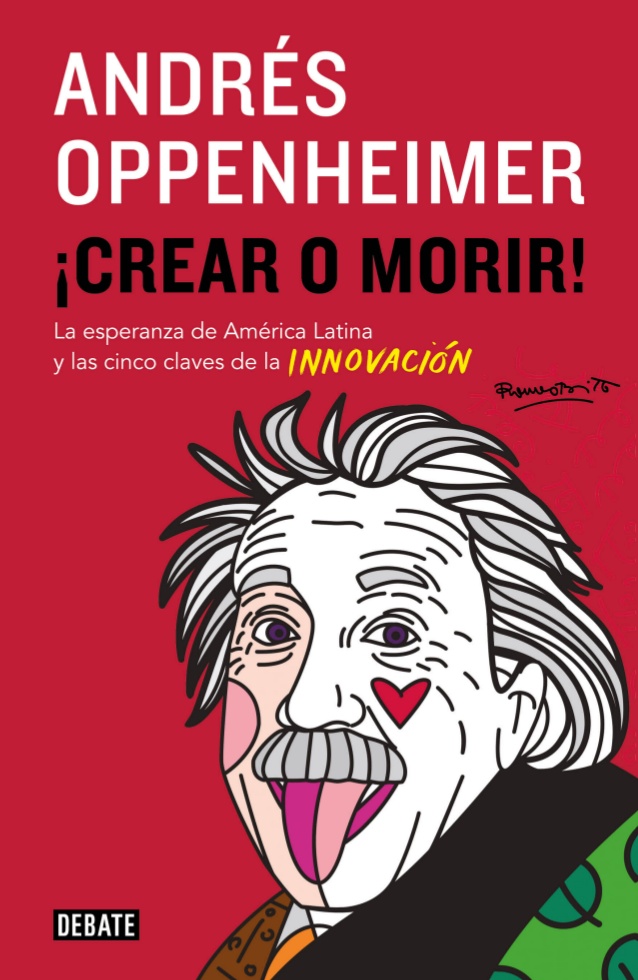 ANDRÉS
OPPENHEIMER
¡CREAR O MORIR!
La esperanza de América Latina
y las cinco claves de la INNOVACIÓN
DEBATE